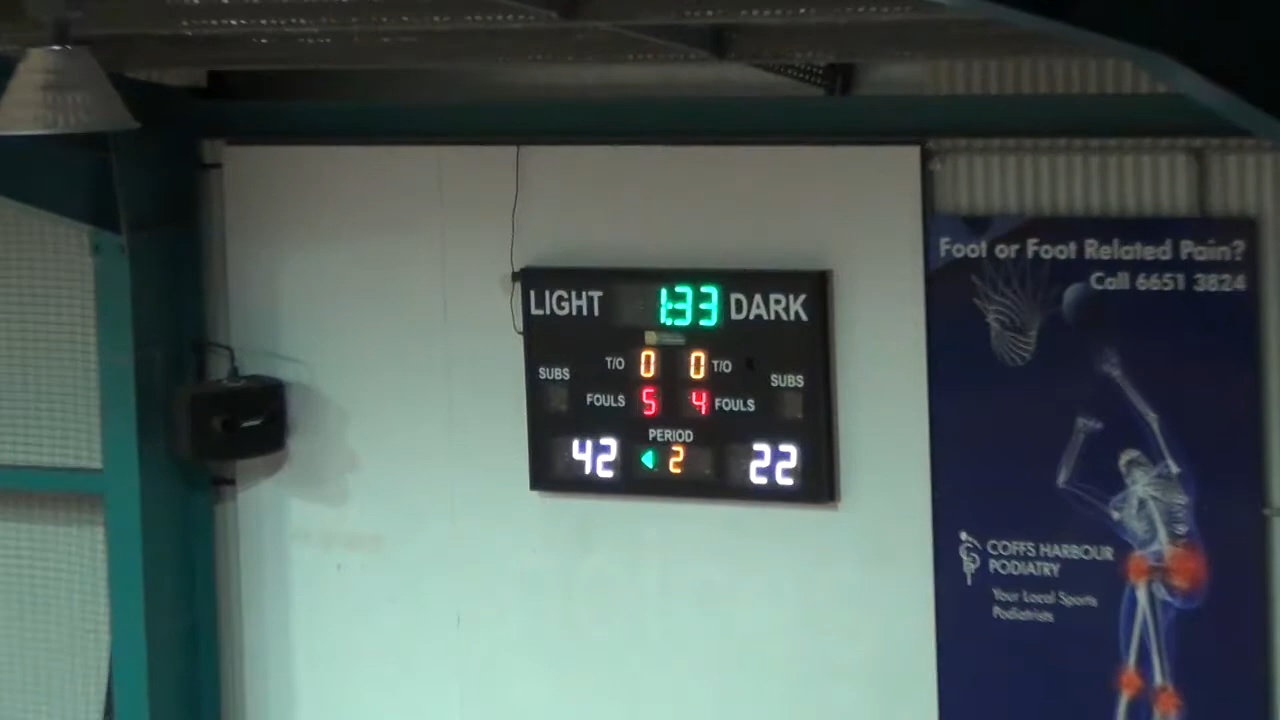 LIGHT 1:33 DARK
T/O 0 0 T/O
SUBS SUBS
FOULS 5 4 FOULS
PERIOD
42 2 22
Foot or Foot Related Pain?
Call 6651 3824
COFFS HARBOUR
PODIATRY
Your Local Sports
Podiatrists